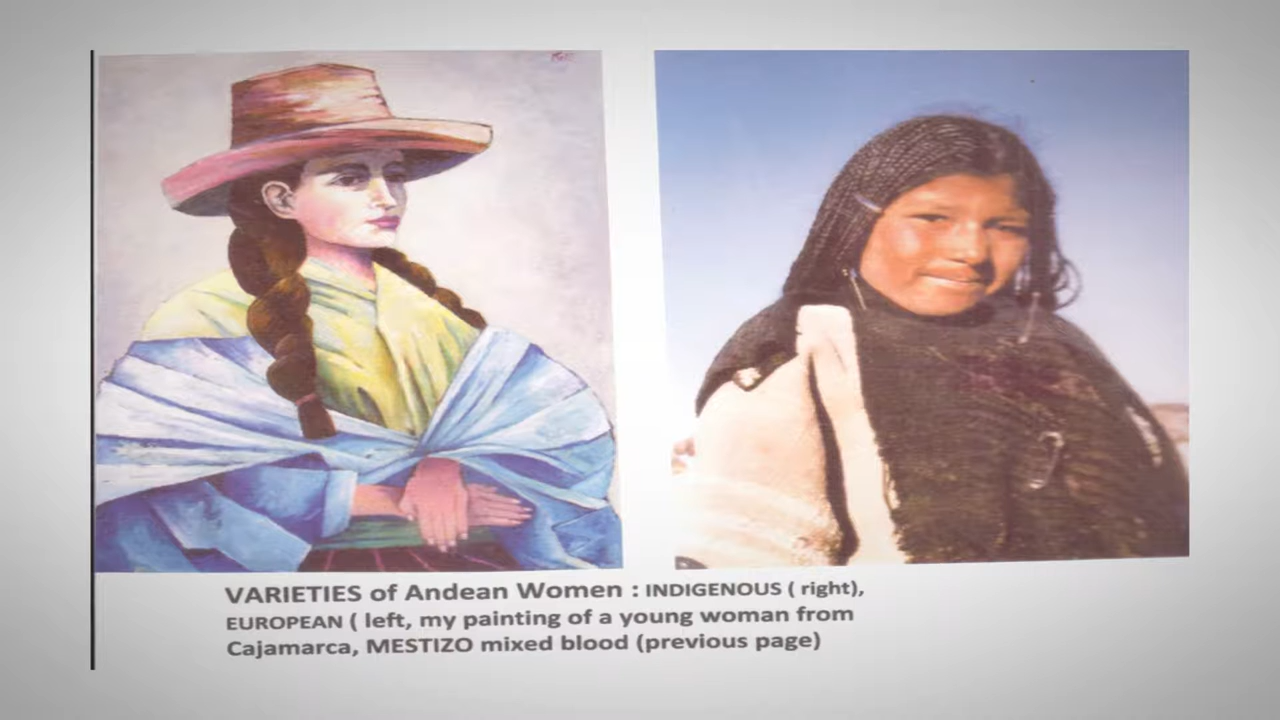 VARIETIES of Andean Women : INDIGENOUS ( right),
EUROPEAN ( left, my painting of a young woman from
Cajamarca, MESTIZO mixed blood (previous page)